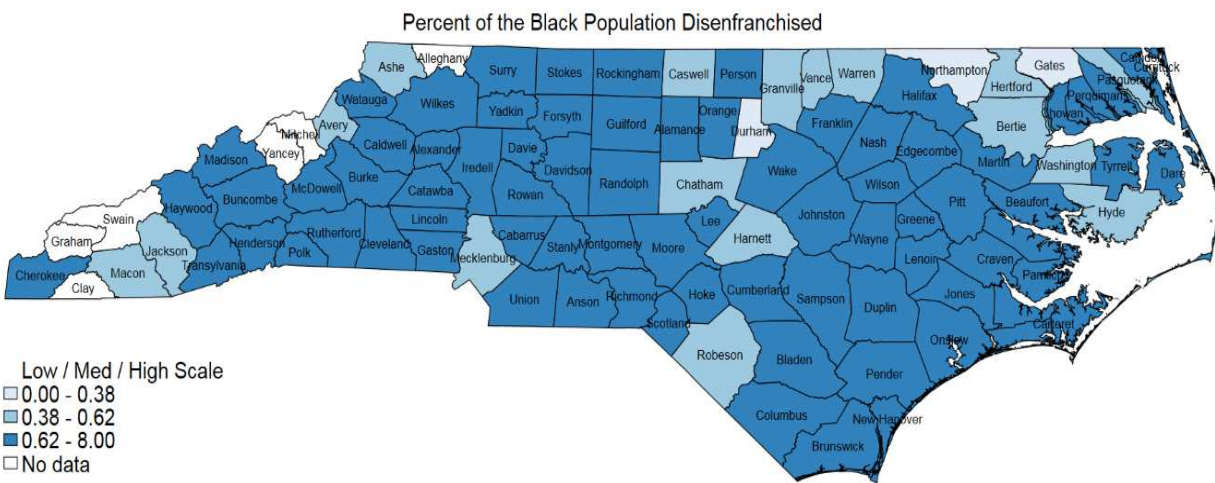 Percent of the Black Population Disenfranchised
Ashe
Alleghany
Surry
Stokes
Rockingham
Caswell
Person
Granville
Vance
Warren
Northampton
Gates
Hertford
Camden
Currituck
Pasquotank
Perquimans
Chowan
Watauga
Wilkes
Yadkin
Forsyth
Guilford
Alamance
Orange
Durham
Franklin
Halifax
Bertie
Avery
Mitchell
Yancey
Caldwell
Alexander
Iredell
Davie
Davidson
Randolph
Chatham
Wake
Nash
Edgecombe
Martin
Washington
Tyrrell
Dare
Madison
Buncombe
McDowell
Burke
Catawba
Rowan
Wilson
Pitt
Beaufort
Hyde
Swain
Haywood
Lincoln
Johnston
Greene
Graham
Jackson
Henderson
Rutherford
Cleveland
Gaston
Mecklenburg
Cabarrus
Stanly
Montgomery
Moore
Lee
Harnett
Wayne
Lenoir
Craven
Pamlico
Cherokee
Macon
Clay
Transylvania
Polk
Union
Anson
Richmond
Scotland
Hoke
Cumberland
Sampson
Duplin
Jones
Carteret
Onslow
Robeson
Bladen
Pender
Columbus
New Hanover
Brunswick
Low / Med / High Scale
0.00 - 0.38
0.38 - 0.62
0.62 - 8.00
No data